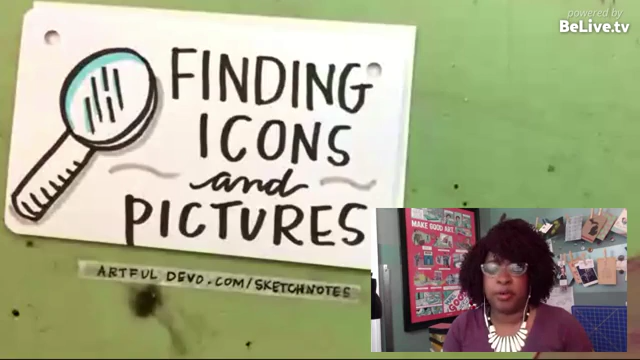 powered by
BeLive.tv
FINDING
ICONS
and
PICTURES
ARTFUL DEVO.COM/SKETCHNOTES
MAKE GOOD ART.